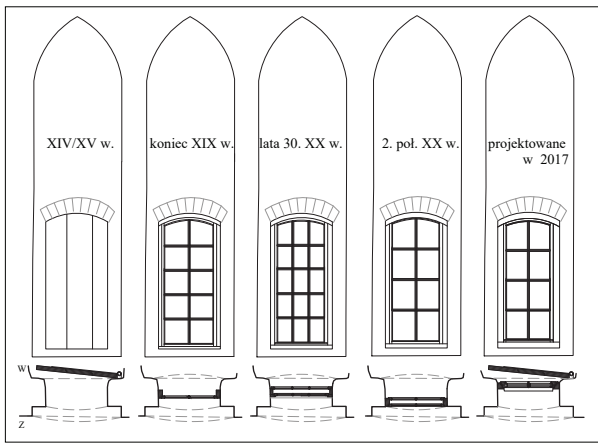 XIV/XV w.
koniec XIX w.
lata 30. XX w.
2. poł. XX w.
projektowane
w 2017
W
Z